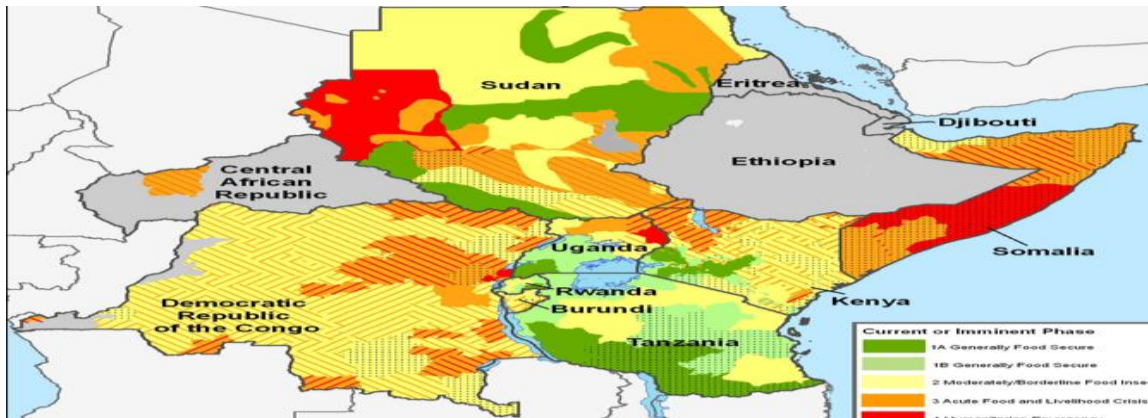 Sudan
Eritrea
Djibouti
Ethiopia
Central
African
Republic
Somalia
Uganda
Rwanda
Kenya
Burundi
Democratic
Republic
of the Congo
Tanzania
Current or Imminent Phase
1A Generally Food Secure
1B Generally Food Secure
2 Moderately/Borderline Food Inse
3 Acute Food and Livelihood Crisis